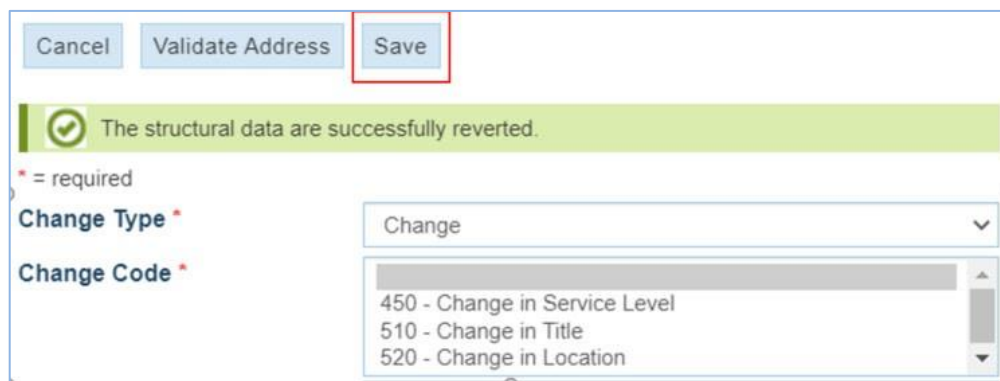 Cancel Validate Address Save
The structural data are successfully reverted.
* = required
Change Type * Change
Change Code *
450 - Change in Service Level
510 - Change in Title
520 - Change in Location